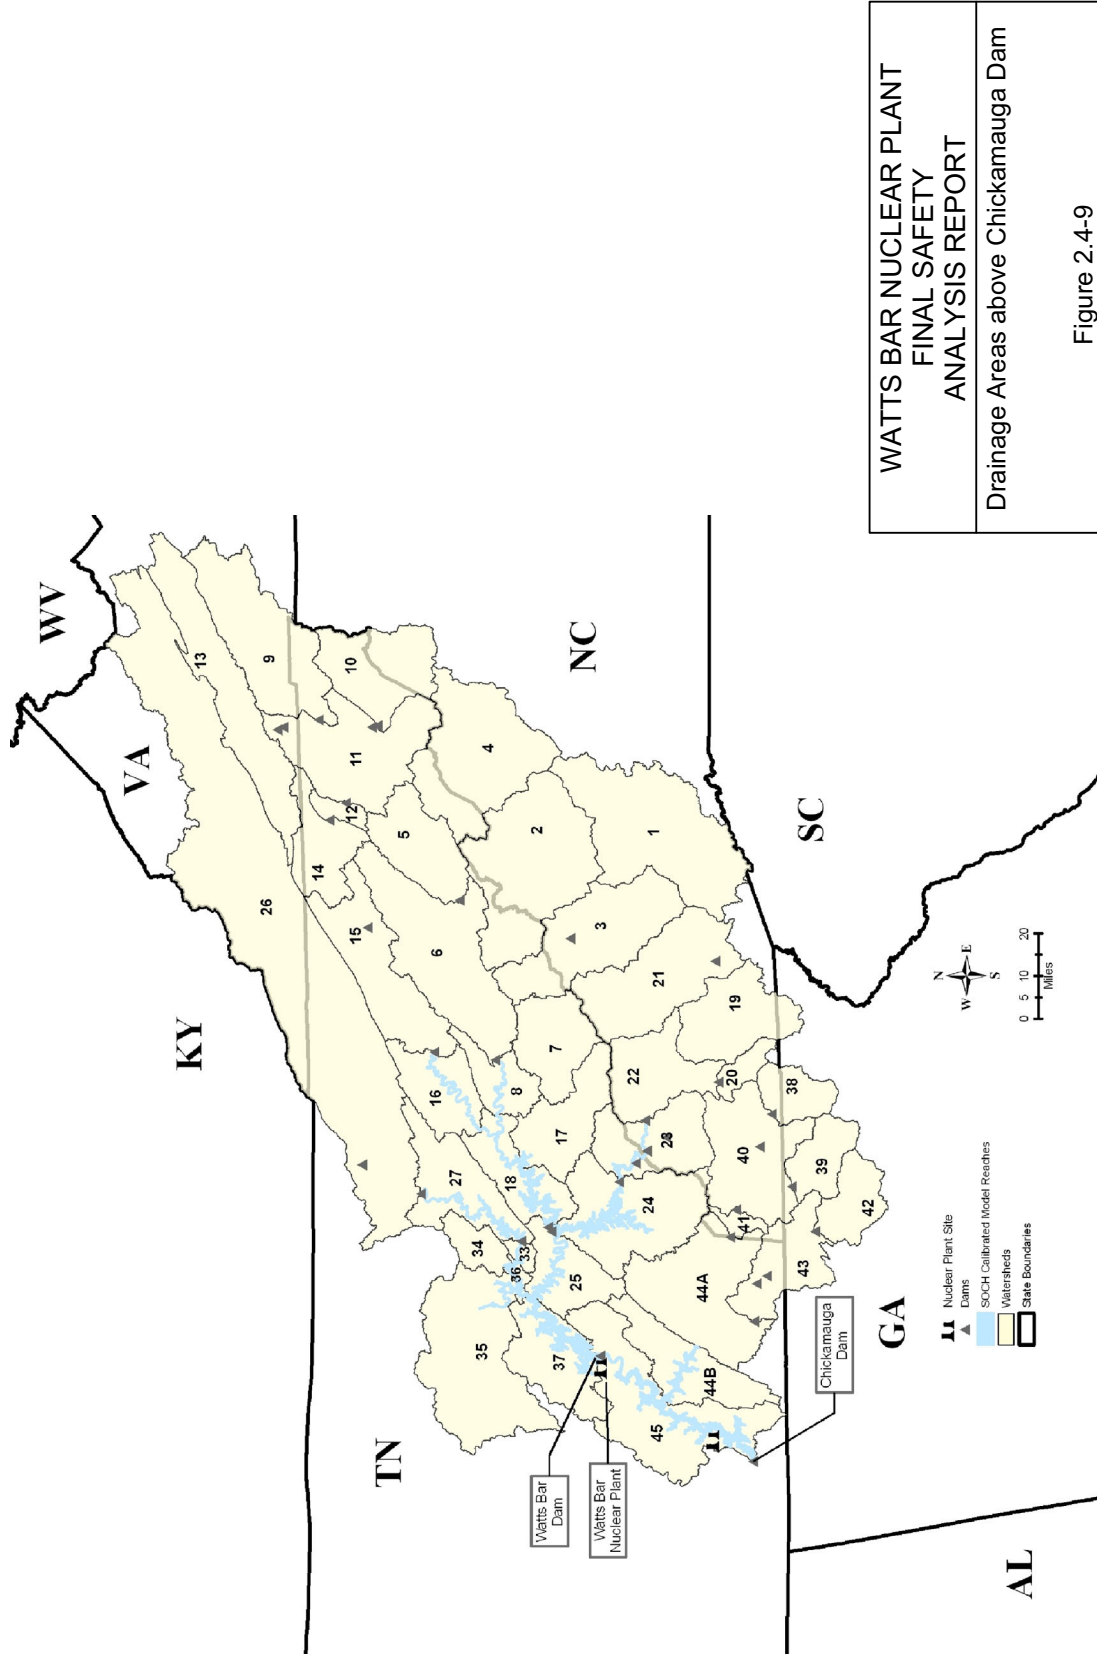 WV
VA
KY
TN
NC
SC
GA
AL
13
9
10
26
11
4
12
5
14
2
1
15
6
3
21
19
7
16
8
22
20
38
17
28
40
39
27
18
24
42
34
33
41
36
43
25
44A
35
37
44B
45
Watts Bar
Dam
Watts Bar
Nuclear Plant
Chickamauga
Dam
N
W
E
S
0 5 10 20
Miles
Nuclear Plant Site
Dams
SOCH Calibrated Model Reaches
Watersheds
State Boundaries
WATTS BAR NUCLEAR PLANT
FINAL SAFETY
ANALYSIS REPORT
Drainage Areas above Chickamauga Dam
Figure 2.4-9